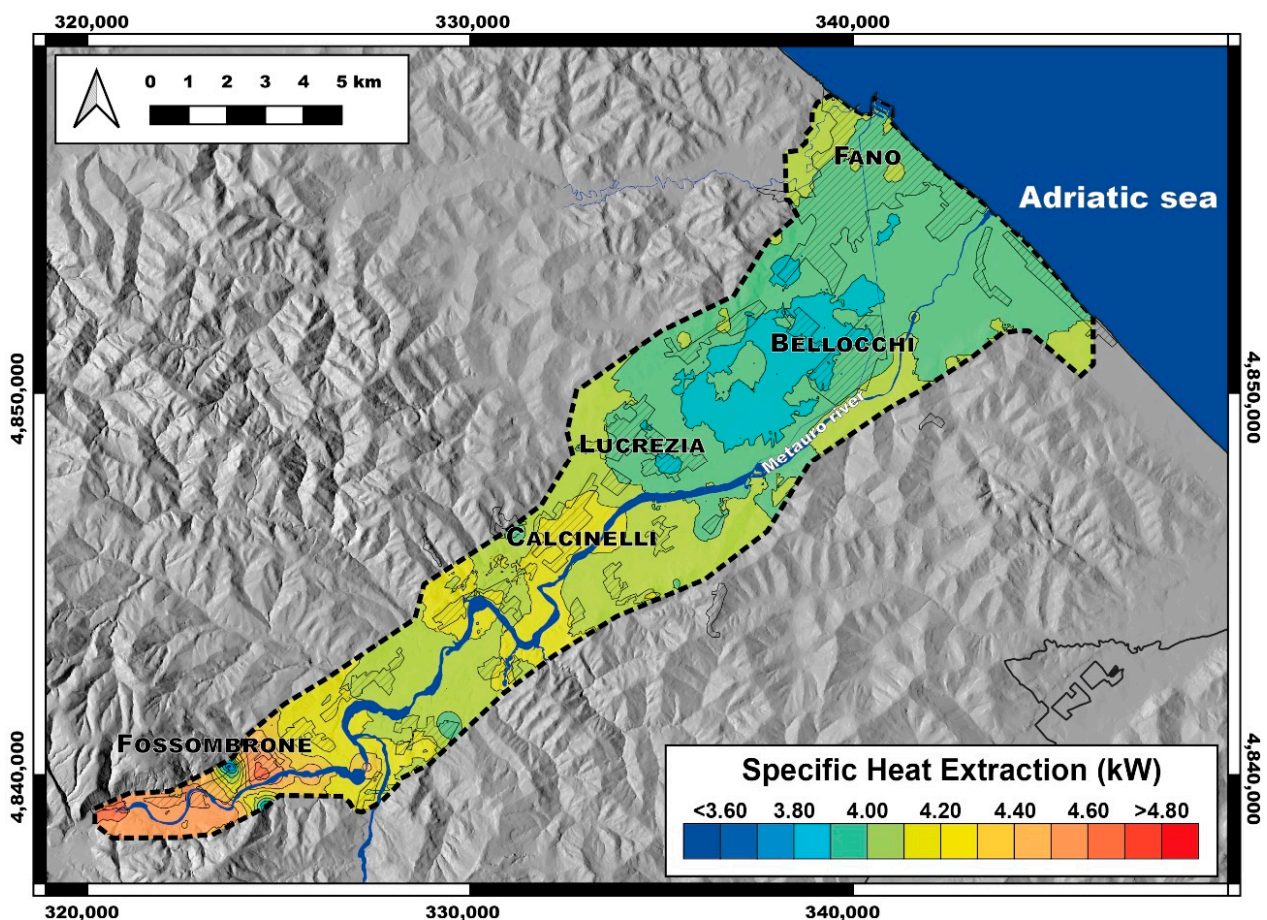 320,000 330,000 340,000
0 1 2 3 4 5 km
FANO
Adriatic sea
BELLOCCHI
4,850,000
4,850,000
LUCREZIA
Metauro river
CALCINELLI
FOSSOMBRONE
4,840,000
4,840,000
Specific Heat Extraction (kW)
<3.60 3.80 4.00 4.20 4.40 4.60 >4.80
320,000 330,000 340,000